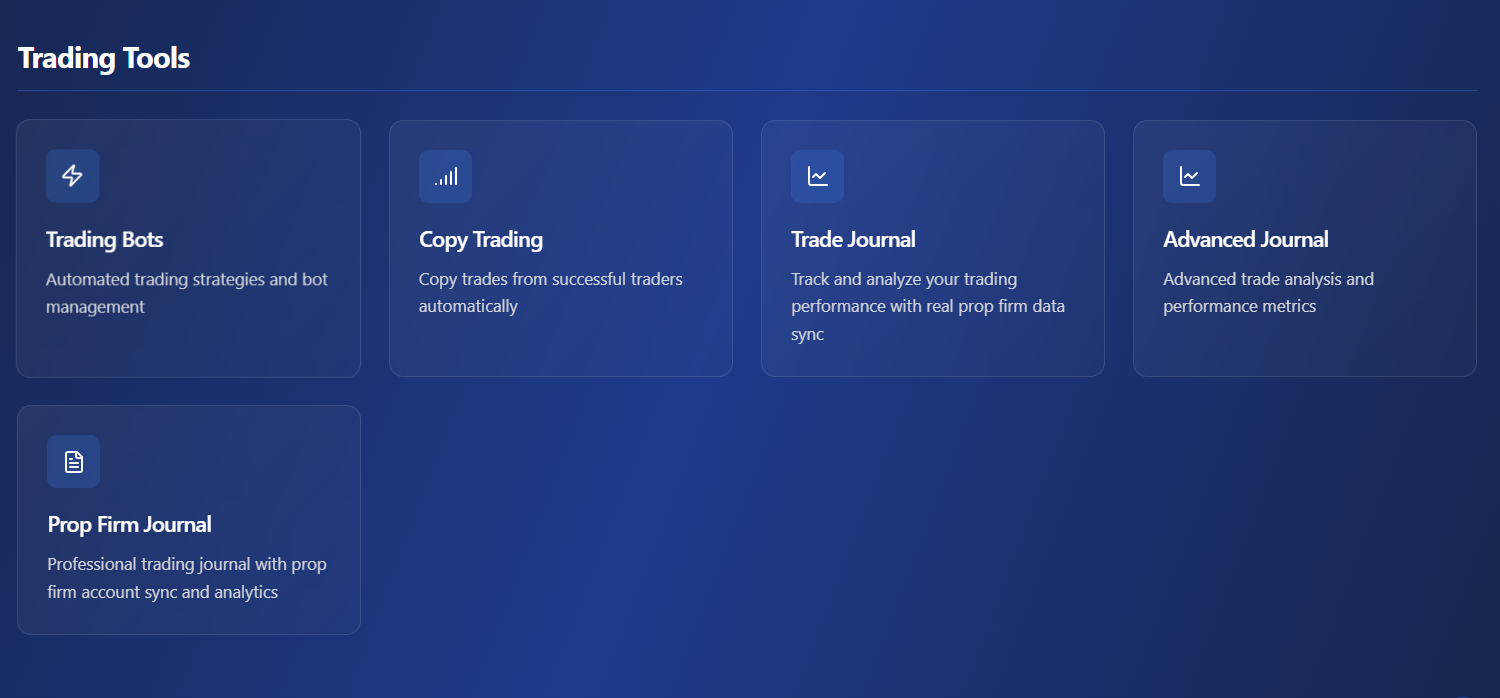 Trading Tools
Trading Bots
Automated trading strategies and bot
management
Copy Trading
Copy trades from successful traders
automatically
Trade Journal
Track and analyze your trading
performance with real prop firm data
sync
Advanced Journal
Advanced trade analysis and
performance metrics
Prop Firm Journal
Professional trading journal with prop
firm account sync and analytics